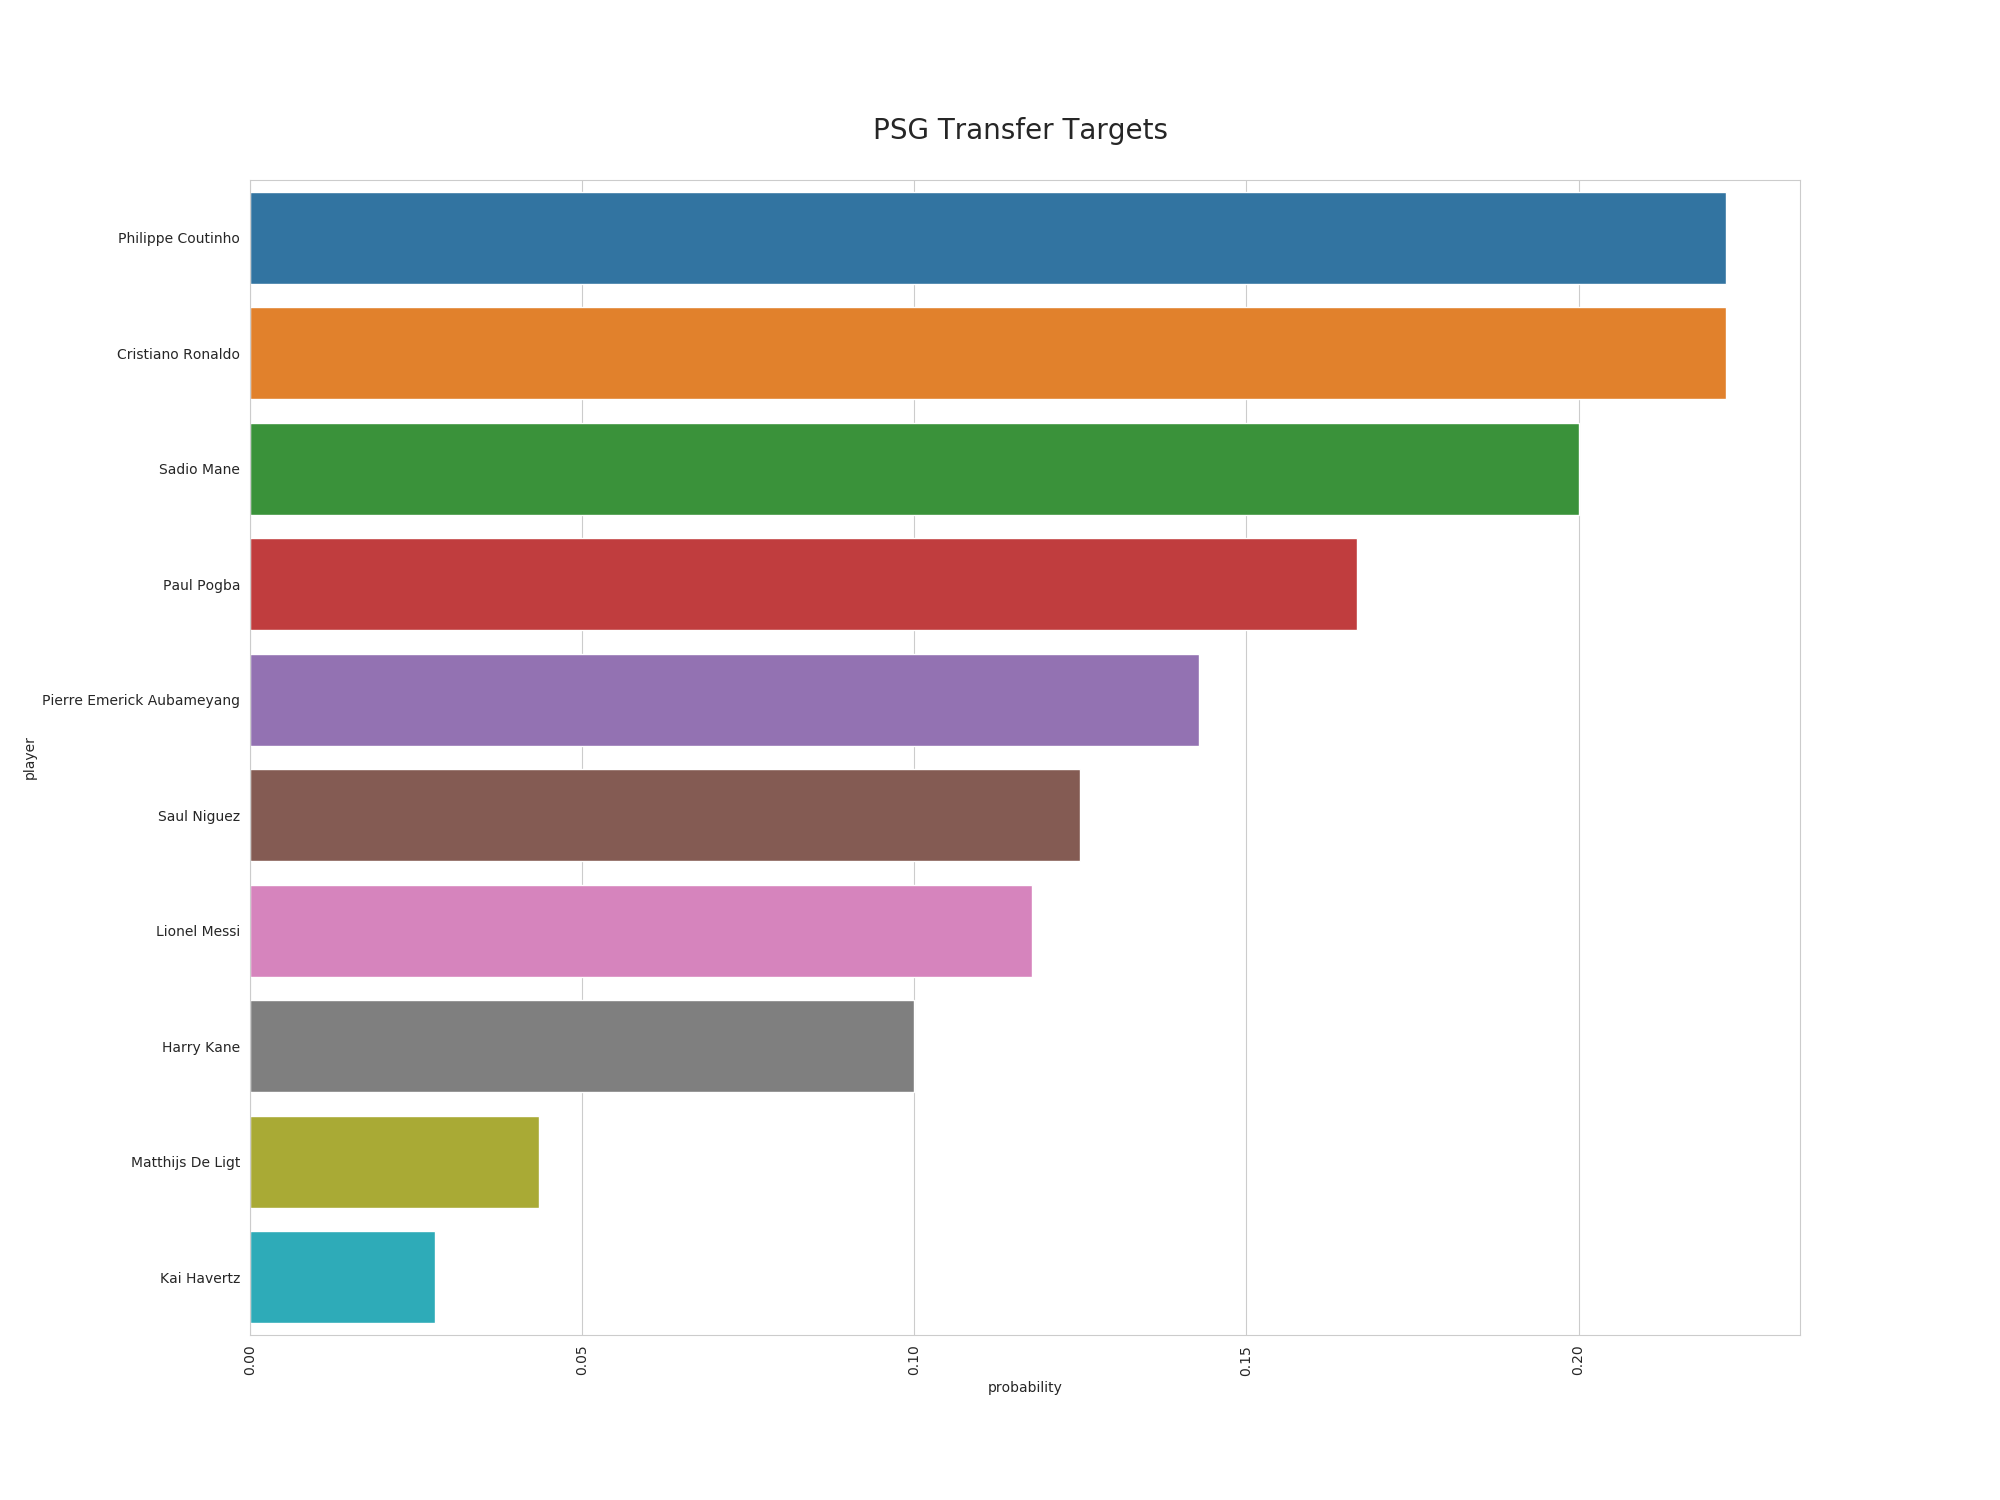 PSG Transfer Targets
Philippe Coutinho
Cristiano Ronaldo
Sadio Mane
Paul Pogba
Pierre Emerick Aubameyang
Saul Niguez
Lionel Messi
Harry Kane
Matthijs De Ligt
Kai Havertz
player
0.00
0.05
0.10
0.15
0.20
probability